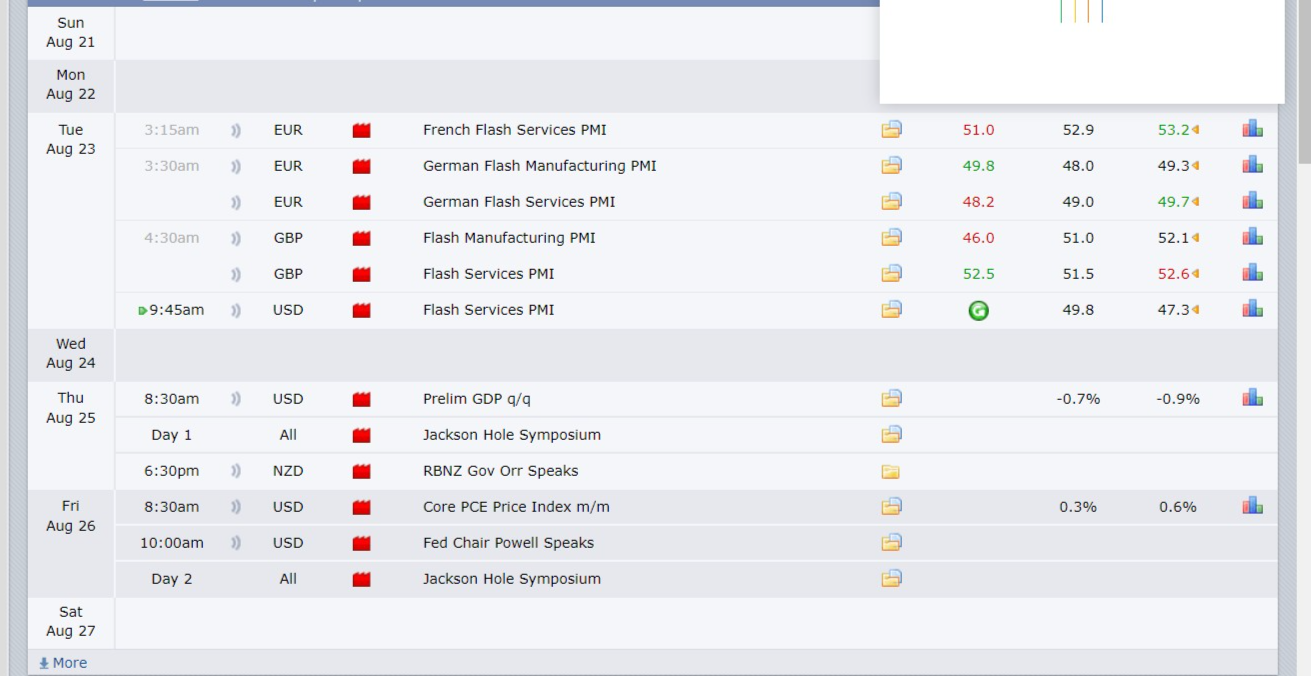 Sun
Aug 21
Mon
Aug 22
Tue
Aug 23
3:15am EUR French Flash Services PMI 51.0 52.9 53.2
3:30am EUR German Flash Manufacturing PMI 49.8 48.0 49.3
EUR German Flash Services PMI 48.2 49.0 49.7
4:30am GBP Flash Manufacturing PMI 46.0 51.0 52.1
GBP Flash Services PMI 52.5 51.5 52.6
9:45am USD Flash Services PMI 49.8 47.3
Wed
Aug 24
Thu
Aug 25
8:30am USD Prelim GDP q/q -0.7% -0.9%
Day 1 All Jackson Hole Symposium
6:30pm NZD RBNZ Gov Orr Speaks
Fri
Aug 26
8:30am USD Core PCE Price Index m/m 0.3% 0.6%
10:00am USD Fed Chair Powell Speaks
Day 2 All Jackson Hole Symposium
Sat
Aug 27
More